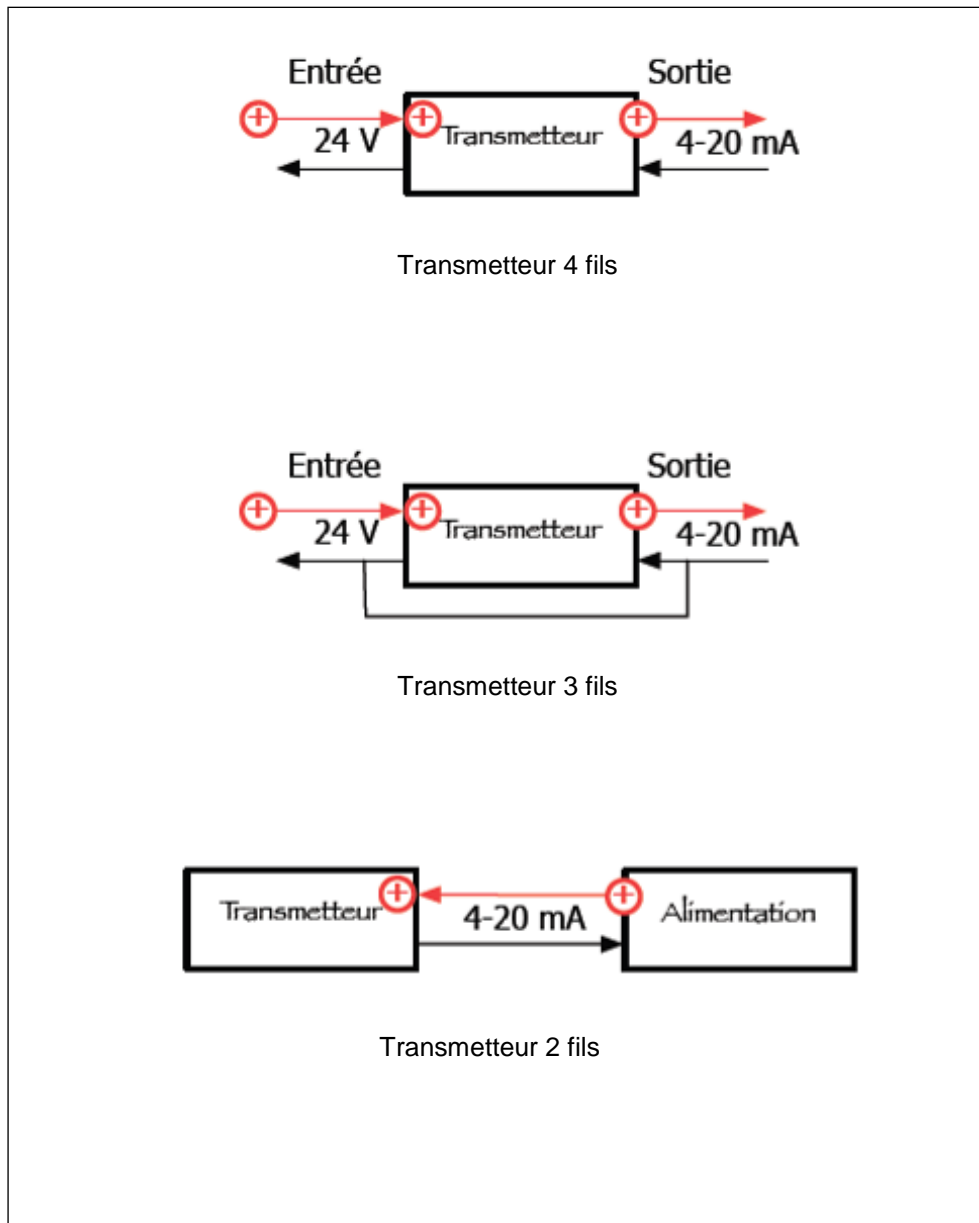 Entrée Sortie
Transmetteur
24 V 4-20 mA
Transmetteur 4 fils
Entrée Sortie
Transmetteur
24 V 4-20 mA
Transmetteur 3 fils
Transmetteur 4-20 mA Alimentation
Transmetteur 2 fils